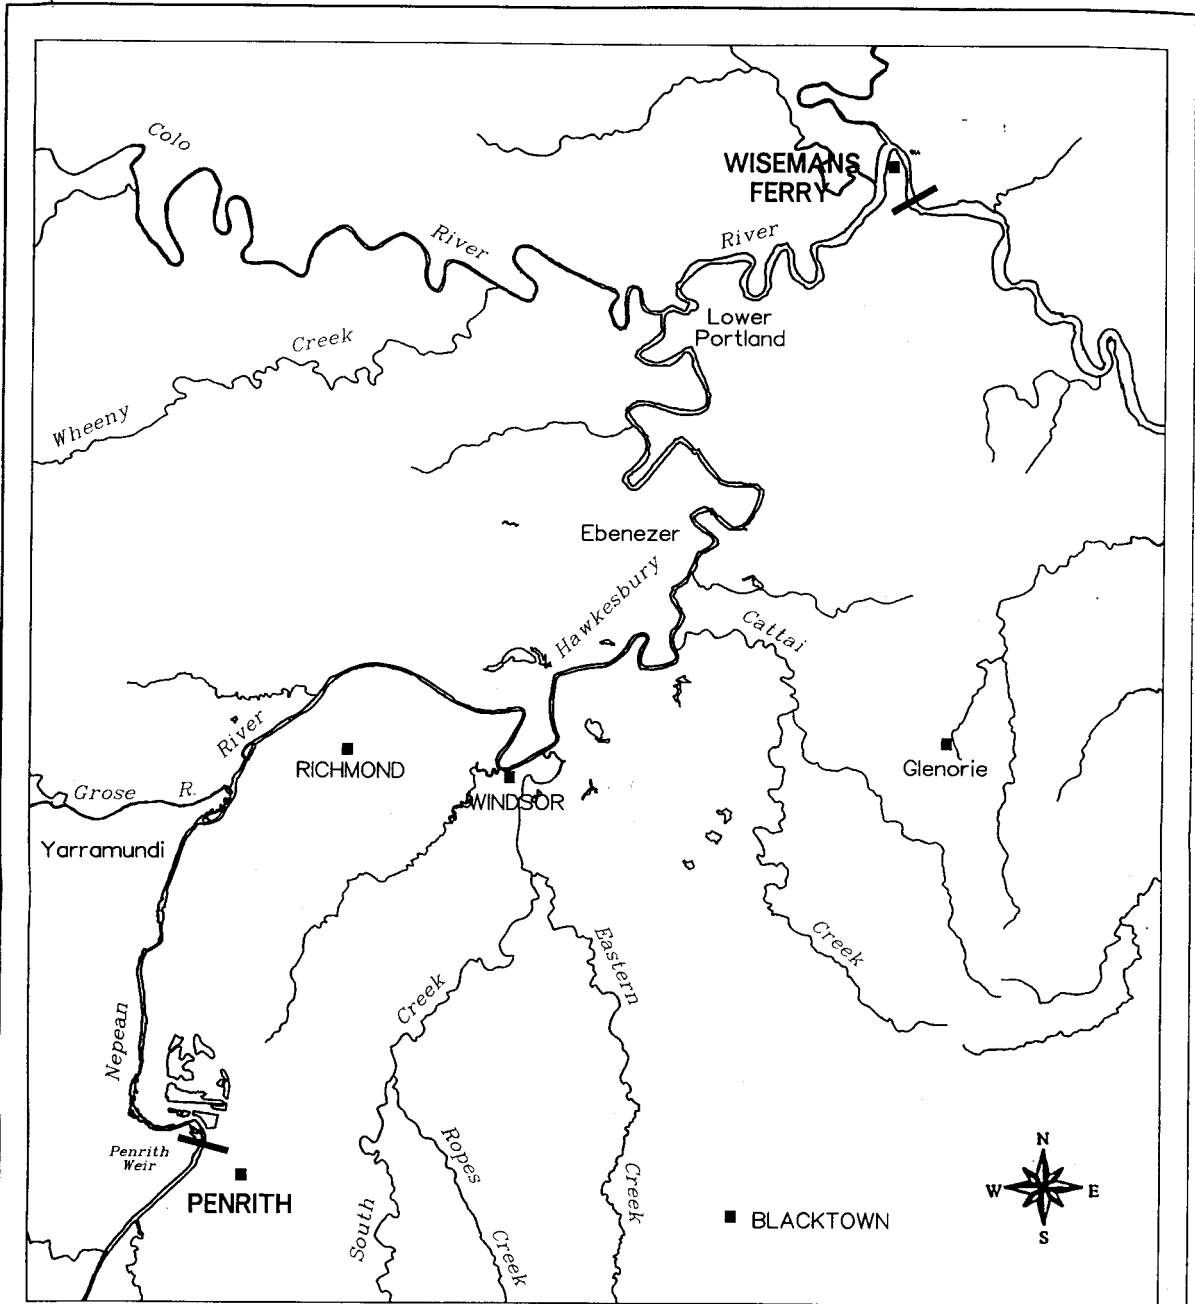 Colo
River
WISEMANS
FERRY
River
Lower
Portland
Creek
Wheeny
Ebenezer
Hawkesbury
Cattai
River
RICHMOND
Glenorie
Grose R.
WINDSOR
Yarramundi
Creek
Eastern
Creek
Nepean
Penrith
Weir
PENRITH
Ropes
Creek
South
Creek
BLACKTOWN
N
W E
S